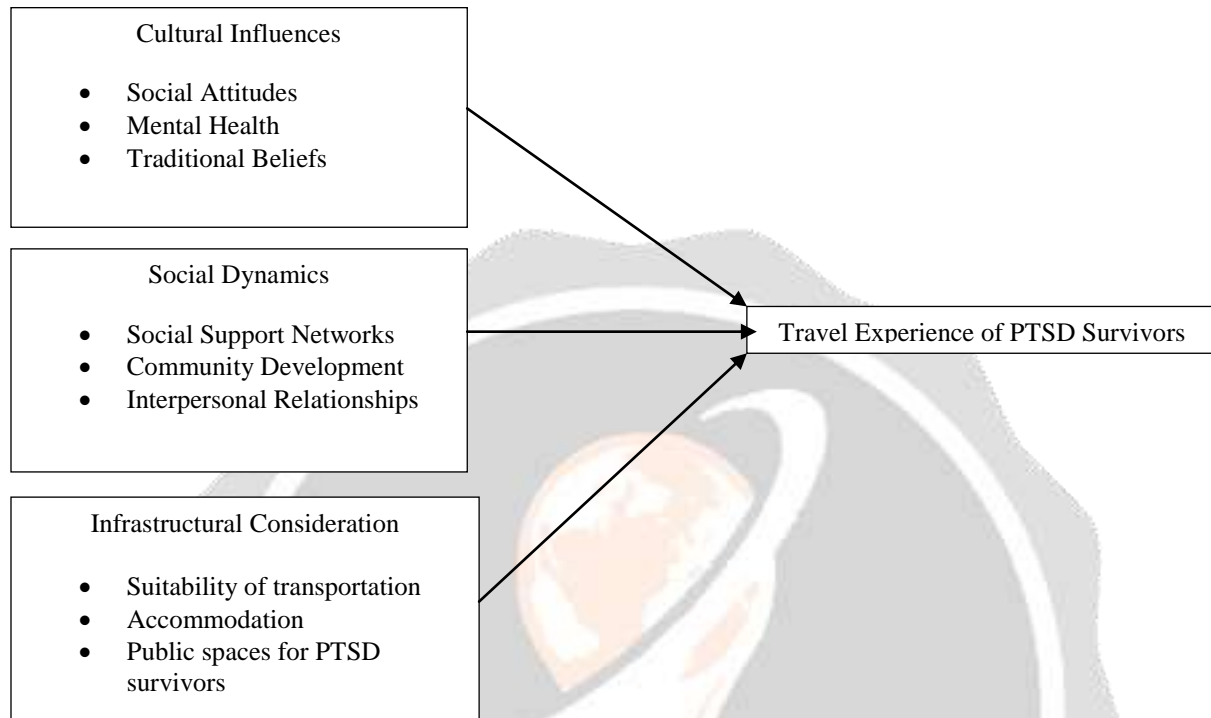 Cultural Influences
• Social Attitudes
• Mental Health
• Traditional Beliefs
Social Dynamics
• Social Support Networks
• Community Development
• Interpersonal Relationships
Travel Experience of PTSD Survivors
Infrastructural Consideration
• Suitability of transportation
• Accommodation
• Public spaces for PTSD
survivors